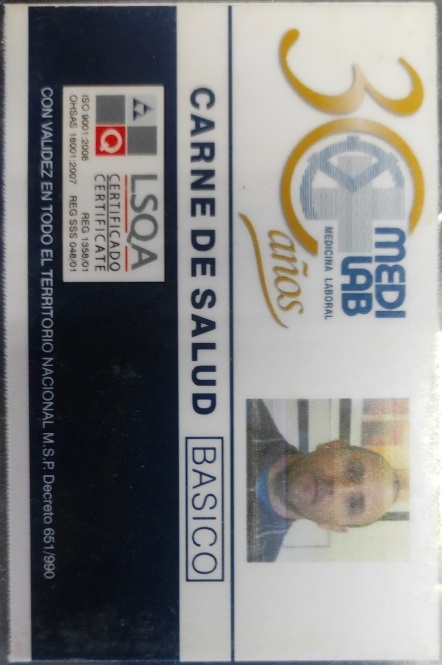 30
MEDI
LAB
MEDICINA LABORAL
años
CARNE DE SALUD BASICO
Q
LSQA
CERTIFICADO
CERTIFICATE
ISO 9001:2008 REG 1358/01
OHSAS 18001:2007 REG SSS 048/01
CON VALIDEZ EN TODO EL TERRITORIO NACIONAL M.S.P. Decreto 651/990